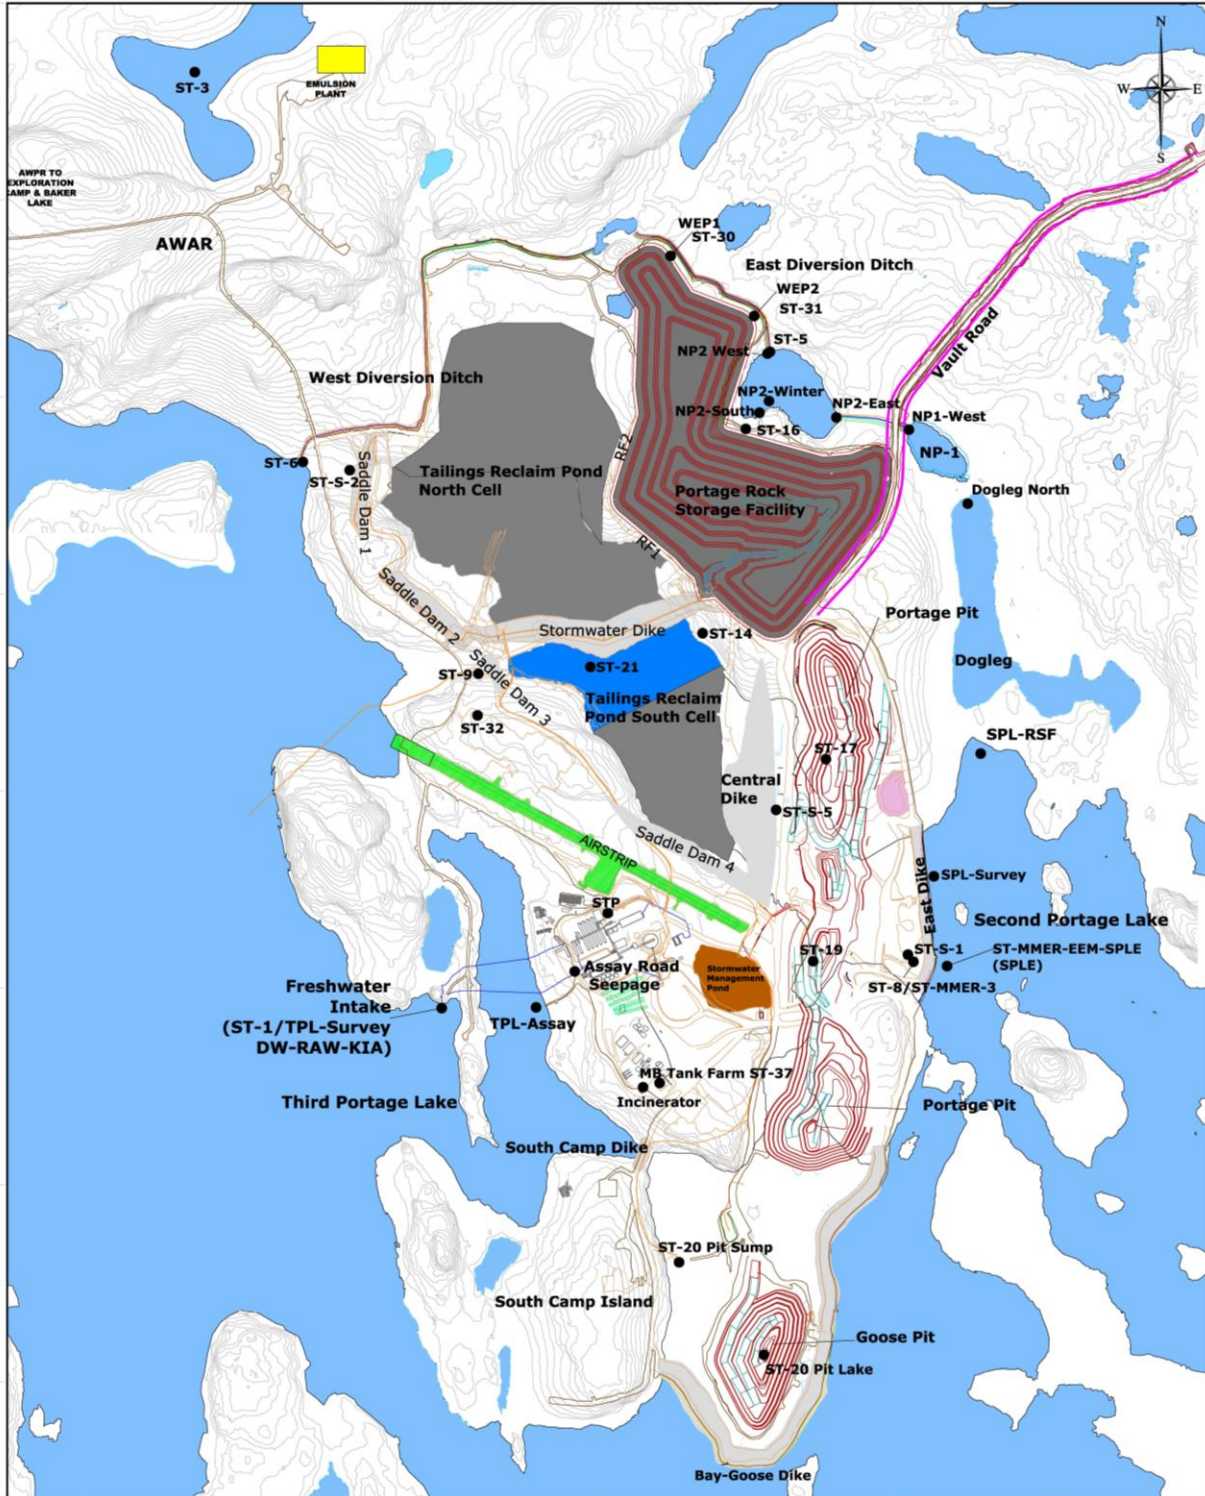 N
W
E
S
ST-3
EMULSION
PLANT
AWPR TO
EXPLORATION
CAMP & BAKER
LAKE
AWAR
WEP1
ST-30
East Diversion Ditch
WEP2
ST-31
ST-5
NP2 West
Vault Road
West Diversion Ditch
NP2-Winter
NP2-East
NP2-South
NP1-West
ST-16
NP-1
RF2
ST-6
ST-S-2
Saddle Dam 1
Tailings Reclaim Pond
North Cell
Portage Rock
Storage Facility
Dogleg North
RF1
Saddle Dam 2
Portage Pit
Stormwater Dike
ST-14
Dogleg
ST-9
Saddle Dam 3
ST-21
Tailings Reclaim
Pond South Cell
ST-32
SPL-RSF
ST-17
Central
Dike
ST-S-5
AIRSTRIP
Saddle Dam 4
East Dike
SPL-Survey
STP
Second Portage Lake
ST-19
ST-S-1
ST-MMER-EEM-SPLE
(SPLE)
Assay Road
Seepage
Stormwater
Management
Pond
ST-8/ST-MMER-3
Freshwater
Intake
(ST-1/TPL-Survey
DW-RAW-KIA)
TPL-Assay
MB Tank Farm ST-37
Incinerator
Third Portage Lake
Portage Pit
South Camp Dike
ST-20 Pit Sump
South Camp Island
Goose Pit
ST-20 Pit Lake
Bay-Goose Dike